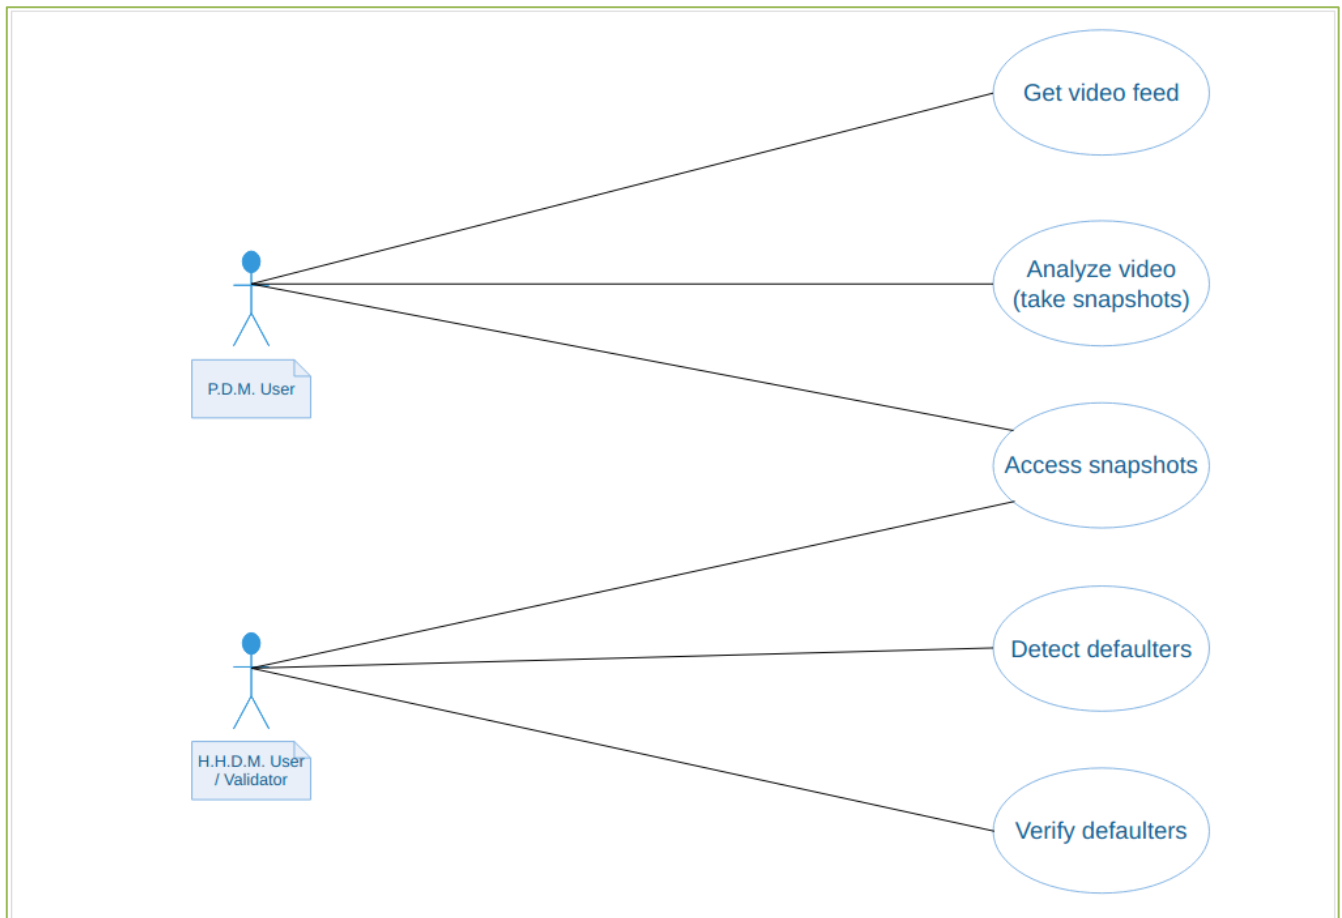 Get video feed
Analyze video
(take snapshots)
P.D.M. User
Access snapshots
Detect defaulters
H.H.D.M. User
/ Validator
Verify defaulters